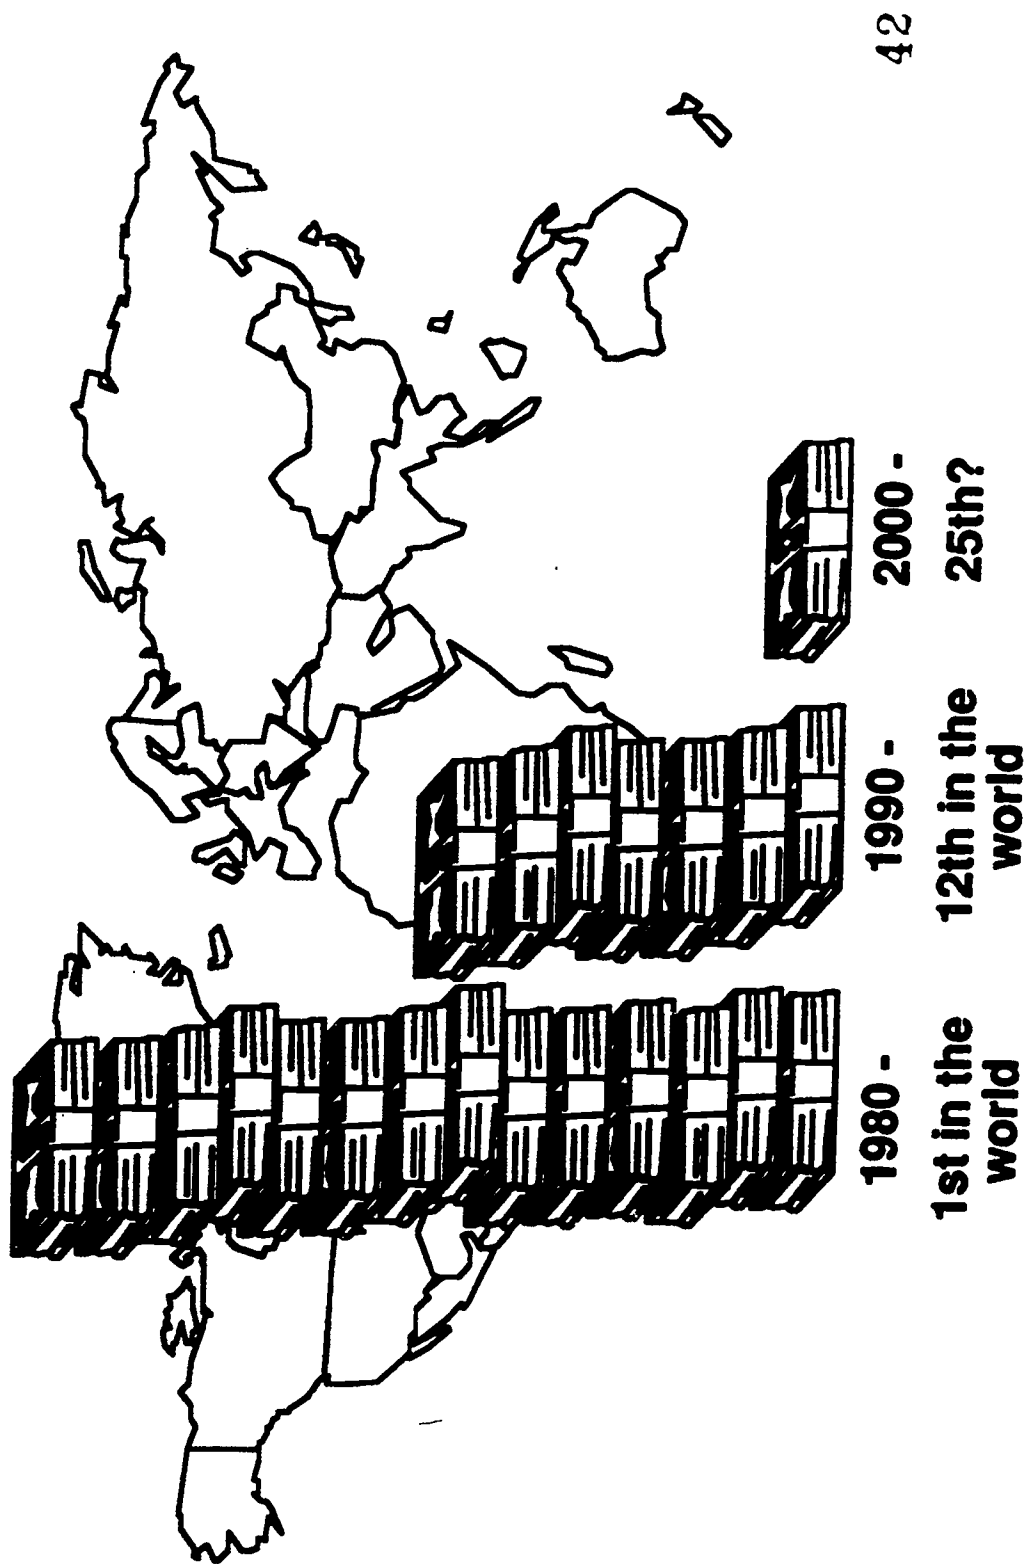 1980 -
1st in the
world
1990 -
12th in the
world
2000 -
25th?
42